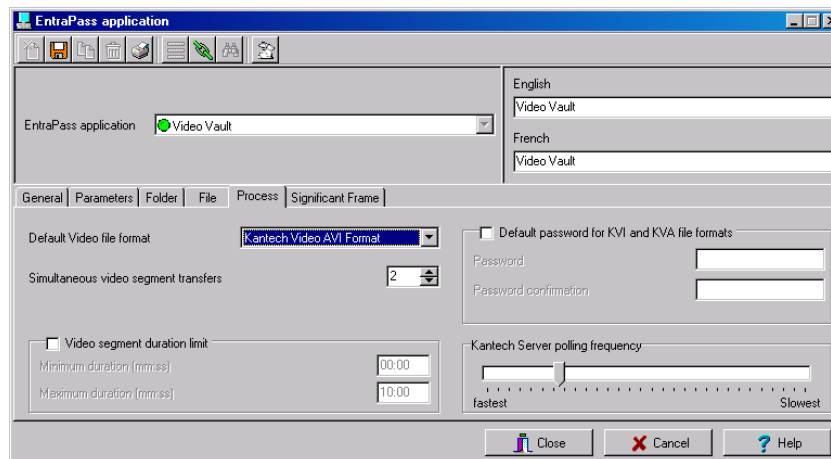 EntraPass application
English
Video Vault
EntraPass application
Video Vault
French
Video Vault
General
Parameters
Folder
File
Process
Significant Frame
Default Video file format
Kantech Video AVI Format
Simultaneous video segment transfers
2
Default password for KVI and KVA file formats
Password
Password confirmation
Video segment duration limit
Minimum duration (mm:ss)
00:00
Maximum duration (mm:ss)
10:00
Kantech Server polling frequency
fastest
Slowest
Close
Cancel
Help